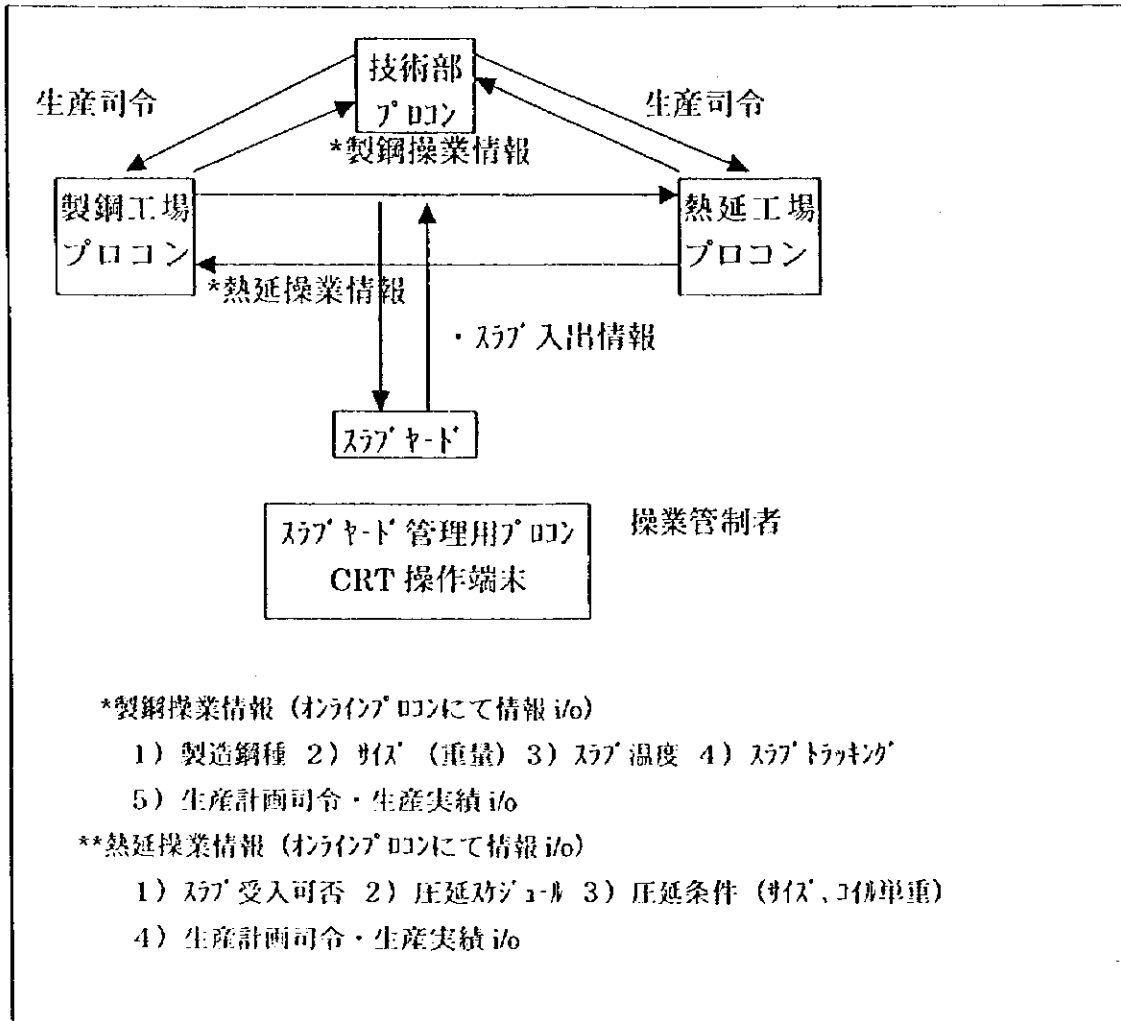 技術部
ﾌﾟﾛｺﾝ
生産司令
生産司令
*製鋼操業情報
製鋼工場
プロコン
熱延工場
プロコン
*熱延操業情報
・ｽﾗﾌﾞ入出情報
ｽﾗﾌﾞﾔｰﾄﾞ
ｽﾗﾌﾞﾔｰﾄﾞ管理用ﾌﾟﾛｺﾝ
CRT 操作端末
操業管制者
*製鋼操業情報 (ｵﾝﾗｲﾝﾌﾟﾛｺﾝにて情報 i/o)
1) 製造鋼種 2) ｻｲｽﾞ (重量) 3) ｽﾗﾌﾞ温度 4) ｽﾗﾌﾞﾄﾗｯｷﾝｸﾞ
5) 生産計画司令・生産実績 i/o
**熱延操業情報 (ｵﾝﾗｲﾝﾌﾟﾛｺﾝにて情報 i/o)
1) ｽﾗﾌﾞ受入可否 2) 圧延ｽｹｼﾞｭｰﾙ 3) 圧延条件 (ｻｲｽﾞ、ｺｲﾙ単重)
4) 生産計画司令・生産実績 i/o